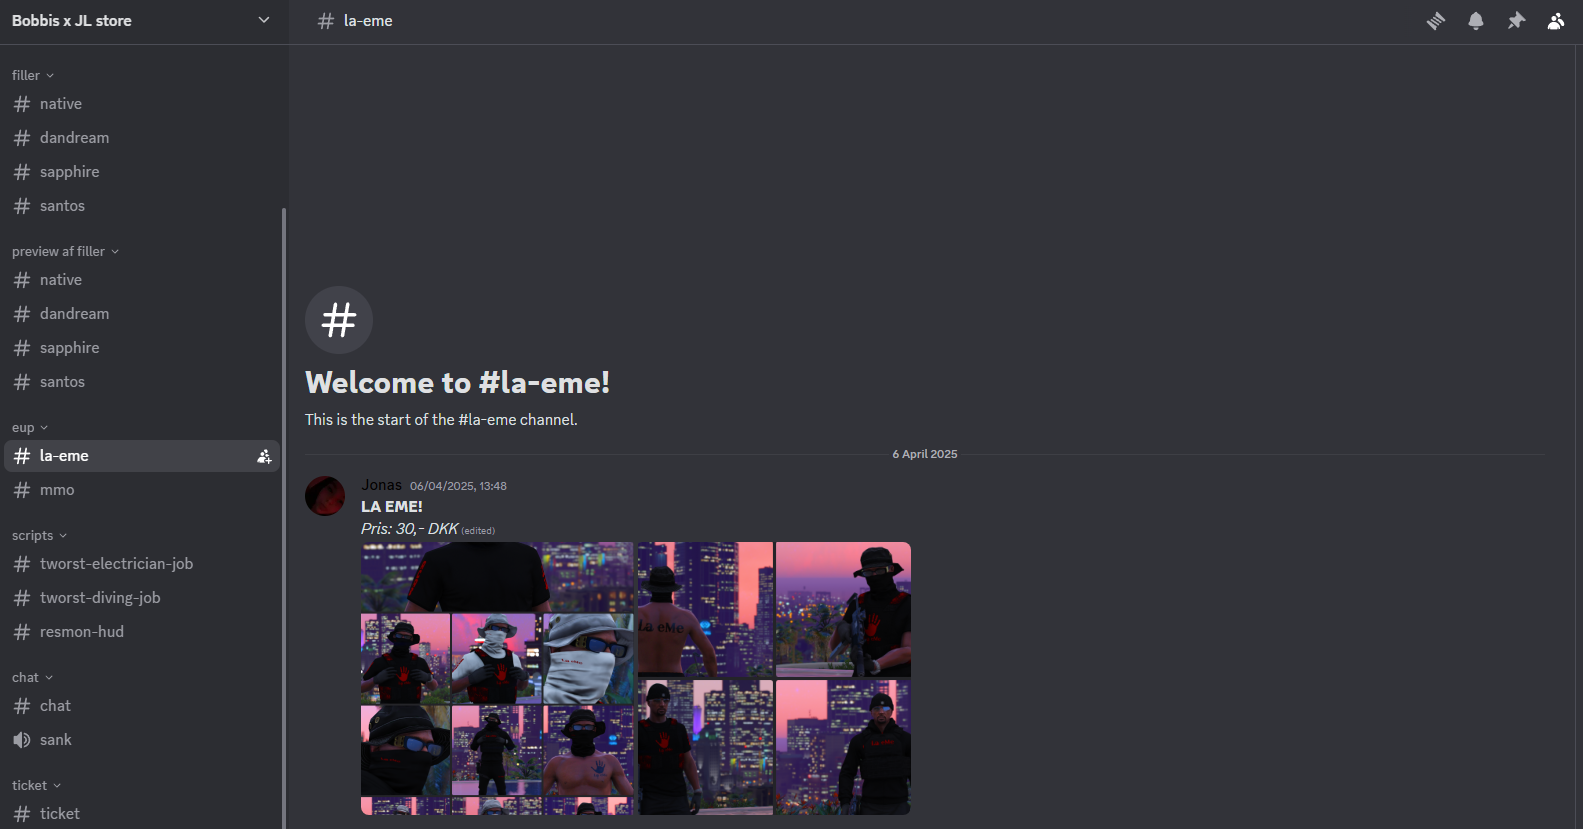 Bobbis x JL store
filler
native
dandream
sapphire
santos
preview af filler
native
dandream
sapphire
santos
eup
la-eme
mmo
scripts
tworst-electrician-job
tworst-diving-job
resmon-hud
chat
chat
sank
ticket
ticket
la-eme
Welcome to #la-eme!
This is the start of the #la-eme channel.
6 April 2025
Jonas 06/04/2025, 13:48
LA EME!
Pris: 30,- DKK (edited)
La eMe